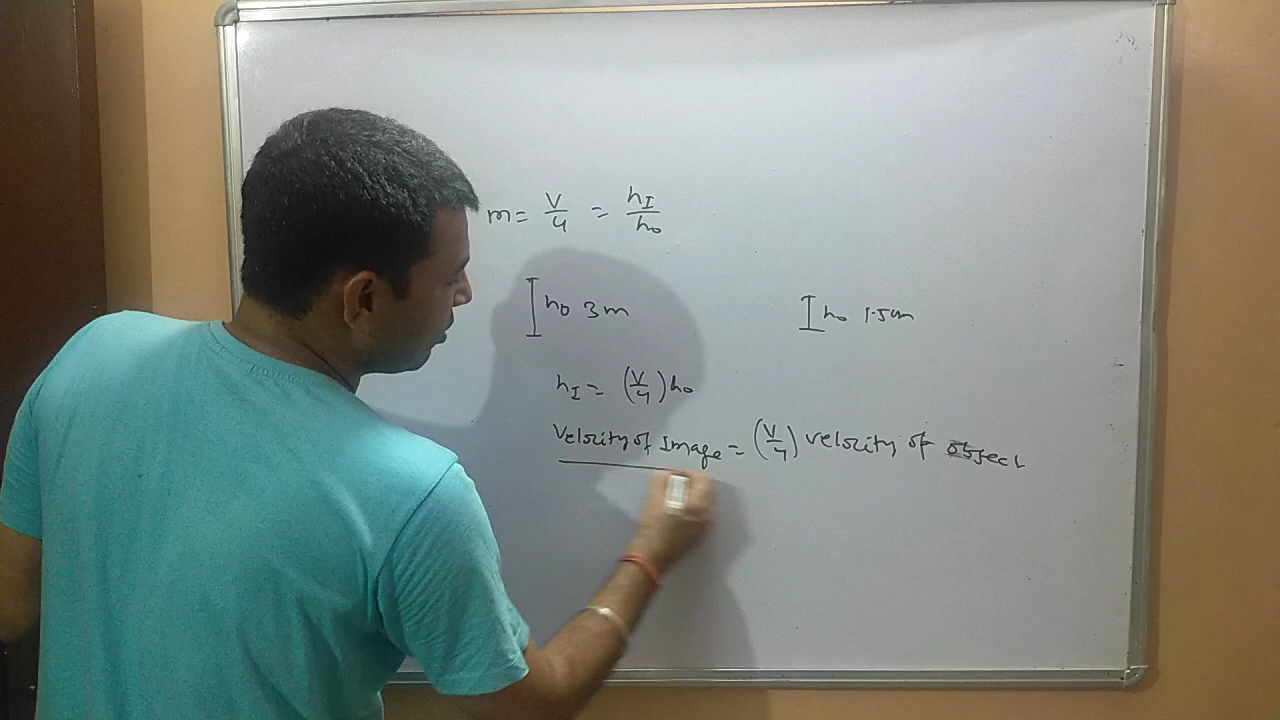 m = V/u = hI/ho
ho 3m
ho 1.5m
hI = (V/u) ho
Velocity of Image = (V/u) velocity of object